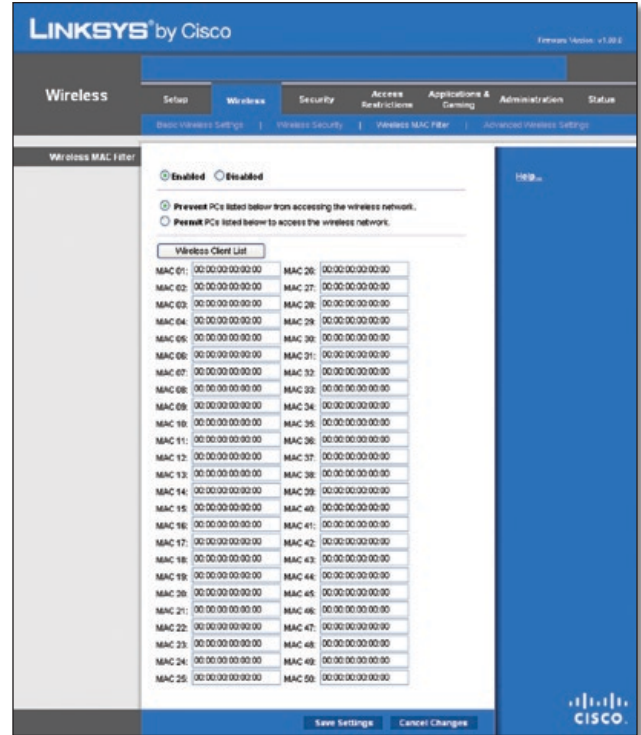 LINKSYS® by Cisco
Firmware Version: v1.00.0
Wireless
Setup
Wireless
Security
Access Restrictions
Applications & Gaming
Administration
Status
Basic Wireless Settings | Wireless Security | Wireless MAC Filter | Advanced Wireless Settings
Wireless MAC Filter
Enabled Disabled
Help...
Prevent PCs listed below from accessing the wireless network.
Permit PCs listed below to access the wireless network.
Wireless Client List
MAC 01: 00:00:00:00:00:00 MAC 26: 00:00:00:00:00:00
MAC 02: 00:00:00:00:00:00 MAC 27: 00:00:00:00:00:00
MAC 03: 00:00:00:00:00:00 MAC 28: 00:00:00:00:00:00
MAC 04: 00:00:00:00:00:00 MAC 29: 00:00:00:00:00:00
MAC 05: 00:00:00:00:00:00 MAC 30: 00:00:00:00:00:00
MAC 06: 00:00:00:00:00:00 MAC 31: 00:00:00:00:00:00
MAC 07: 00:00:00:00:00:00 MAC 32: 00:00:00:00:00:00
MAC 08: 00:00:00:00:00:00 MAC 33: 00:00:00:00:00:00
MAC 09: 00:00:00:00:00:00 MAC 34: 00:00:00:00:00:00
MAC 10: 00:00:00:00:00:00 MAC 35: 00:00:00:00:00:00
MAC 11: 00:00:00:00:00:00 MAC 36: 00:00:00:00:00:00
MAC 12: 00:00:00:00:00:00 MAC 37: 00:00:00:00:00:00
MAC 13: 00:00:00:00:00:00 MAC 38: 00:00:00:00:00:00
MAC 14: 00:00:00:00:00:00 MAC 39: 00:00:00:00:00:00
MAC 15: 00:00:00:00:00:00 MAC 40: 00:00:00:00:00:00
MAC 16: 00:00:00:00:00:00 MAC 41: 00:00:00:00:00:00
MAC 17: 00:00:00:00:00:00 MAC 42: 00:00:00:00:00:00
MAC 18: 00:00:00:00:00:00 MAC 43: 00:00:00:00:00:00
MAC 19: 00:00:00:00:00:00 MAC 44: 00:00:00:00:00:00
MAC 20: 00:00:00:00:00:00 MAC 45: 00:00:00:00:00:00
MAC 21: 00:00:00:00:00:00 MAC 46: 00:00:00:00:00:00
MAC 22: 00:00:00:00:00:00 MAC 47: 00:00:00:00:00:00
MAC 23: 00:00:00:00:00:00 MAC 48: 00:00:00:00:00:00
MAC 24: 00:00:00:00:00:00 MAC 49: 00:00:00:00:00:00
MAC 25: 00:00:00:00:00:00 MAC 50: 00:00:00:00:00:00
Save Settings Cancel Changes
CISCO